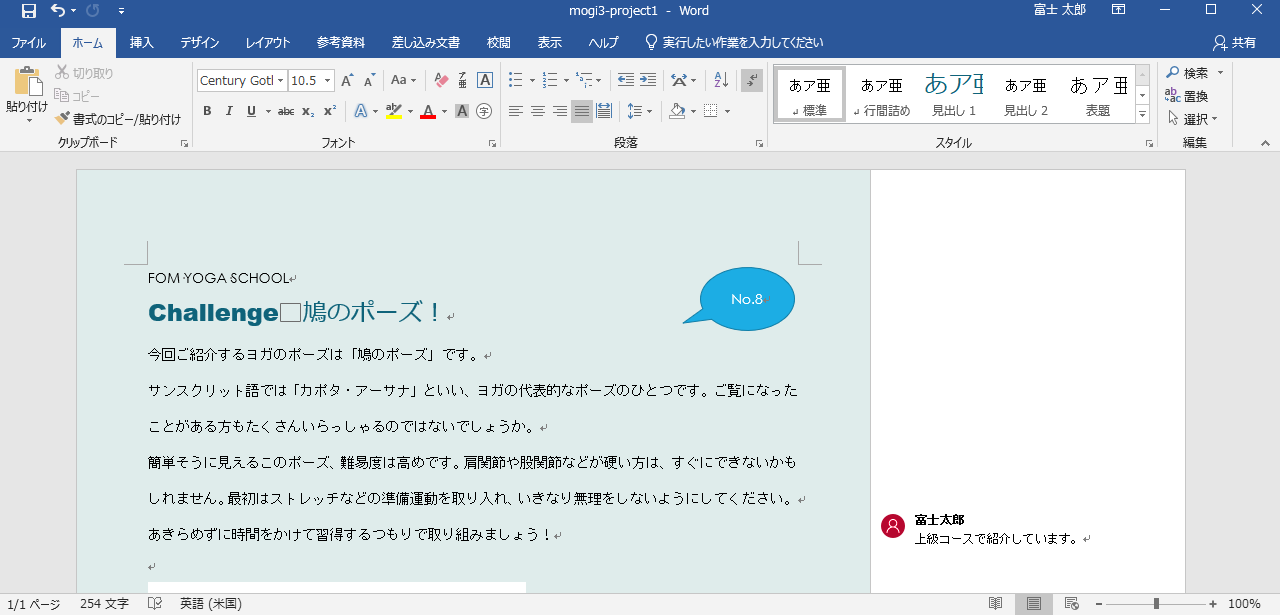 mogi3-project1 - Word
富士 太郎
ファイル
ホーム
挿入
デザイン
レイアウト
参考資料
差し込み文書
校閲
表示
ヘルプ
実行したい作業を入力してください
共有
貼り付け
切り取り
コピー
書式のコピー/貼り付け
クリップボード
Century Gotl
10.5
フォント
段落
あア亜
標準
あア亜
行間詰め
あア亜
見出し 1
あア亜
見出し 2
あア亜
表題
スタイル
検索
置換
選択
編集
FOM YOGA SCHOOL
Challenge□鳩のポーズ！
No.8
今回ご紹介するヨガのポーズは「鳩のポーズ」です。
サンスクリット語では「カポタ・アーサナ」といい、ヨガの代表的なポーズのひとつです。ご覧になった
ことがある方もたくさんいらっしゃるのではないでしょうか。
簡単そうに見えるこのポーズ、難易度は高めです。肩関節や股関節などが硬い方は、すぐにできないかも
しれません。最初はストレッチなどの準備運動を取り入れ、いきなり無理をしないようにしてください。
あきらめずに時間をかけて習得するつもりで取り組みましょう！
富士太郎
上級コースで紹介しています。
1/1 ページ
254 文字
英語 (米国)
100%